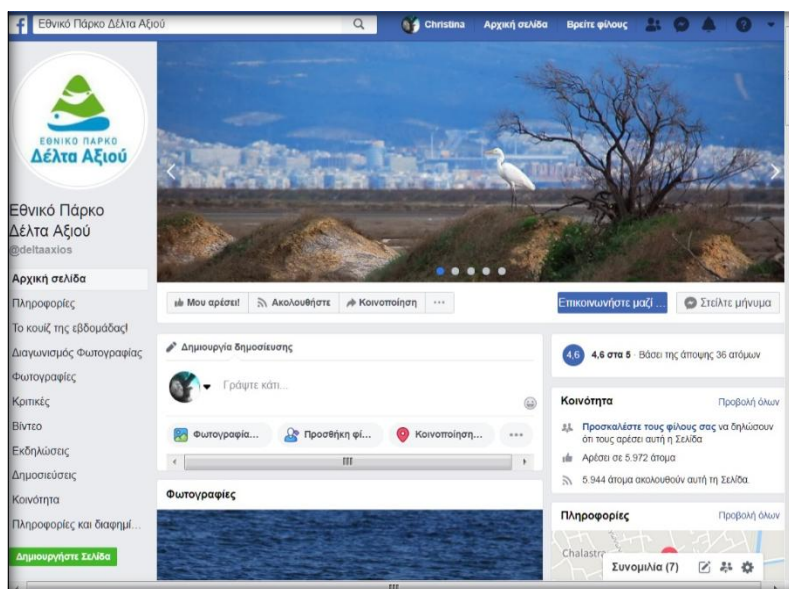 Εθνικό Πάρκο Δέλτα Αξιού
Christina
Αρχική σελίδα
Βρείτε φίλους
ΕΘΝΙΚΟ ΠΑΡΚΟ
Δέλτα Αξιού
Εθνικό Πάρκο
Δέλτα Αξιού
@deltaaxios
Αρχική σελίδα
Πληροφορίες
Το κουίζ της εβδομάδας!
Διαγωνισμός Φωτογραφίας
Φωτογραφίες
Κριτικές
Βίντεο
Εκδηλώσεις
Δημοσιεύσεις
Κοινότητα
Πληροφορίες και διαφημί...
Δημιουργήστε Σελίδα
Μου αρέσει!
Ακολουθήστε
Κοινοποίηση
Επικοινωνήστε μαζί ...
Στείλτε μήνυμα
Δημιουργία δημοσίευσης
Γράψτε κάτι...
Φωτογραφία...
Προσθήκη φί...
Κοινοποίηση...
Φωτογραφίες
4,6
4,6 στα 5 · Βάσει της άποψης 36 ατόμων
Κοινότητα
Προβολή όλων
Προσκαλέστε τους φίλους σας να δηλώσουν
ότι τους αρέσει αυτή η Σελίδα
Αρέσει σε 5.972 άτομα
5.944 άτομα ακολουθούν αυτή τη Σελίδα
Πληροφορίες
Προβολή όλων
Chalastra
Συνομιλία (7)